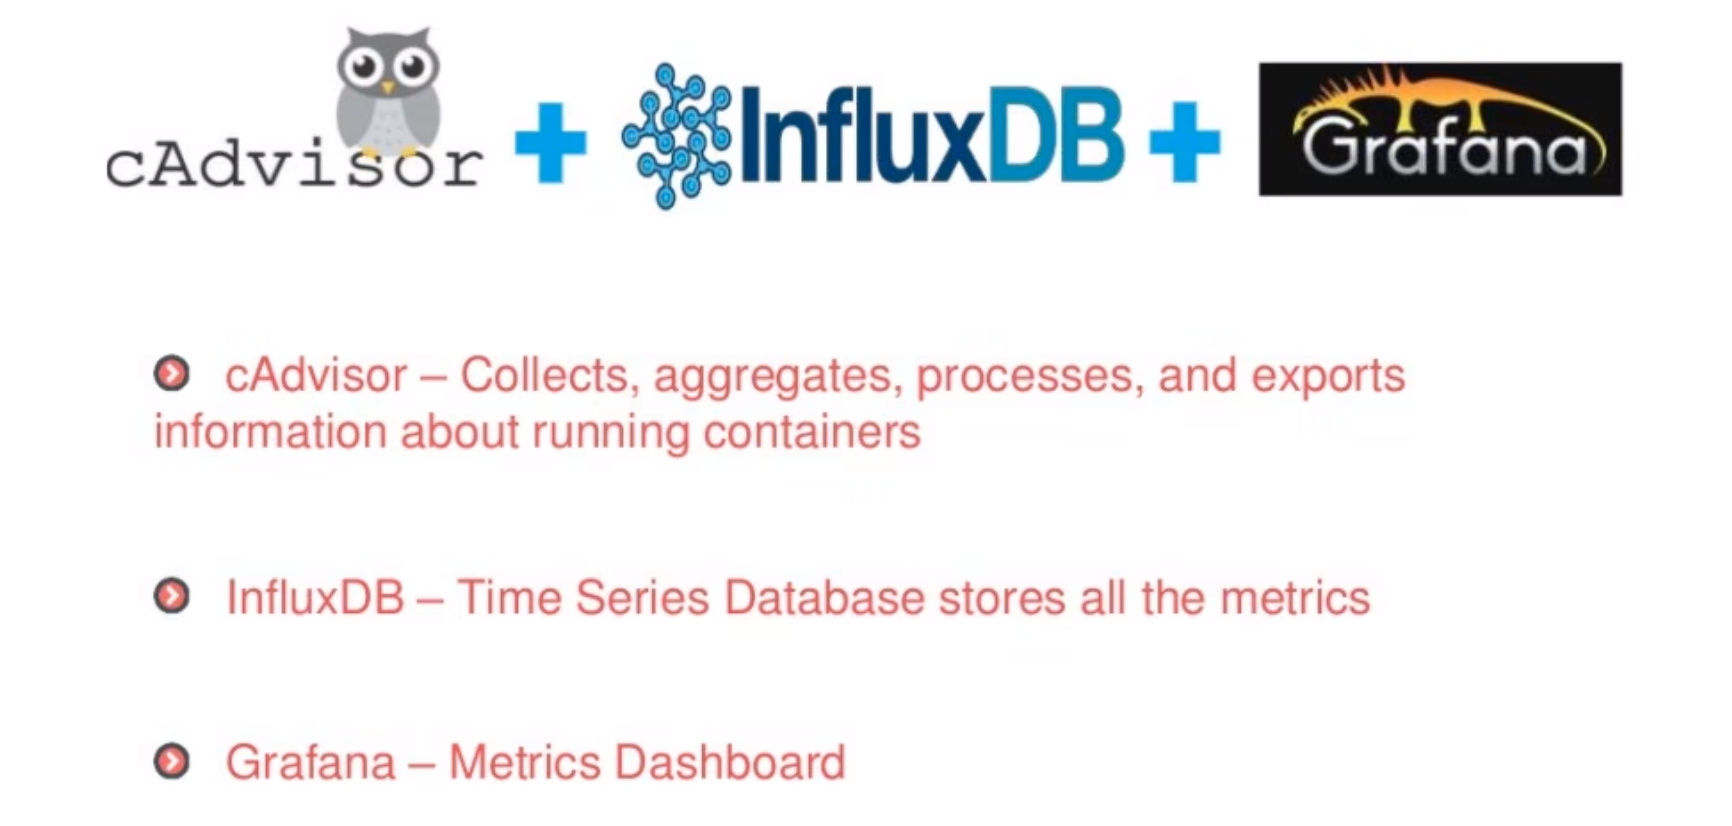 cAdvisor + InfluxDB + Grafana
cAdvisor – Collects, aggregates, processes, and exports
information about running containers
InfluxDB – Time Series Database stores all the metrics
Grafana – Metrics Dashboard